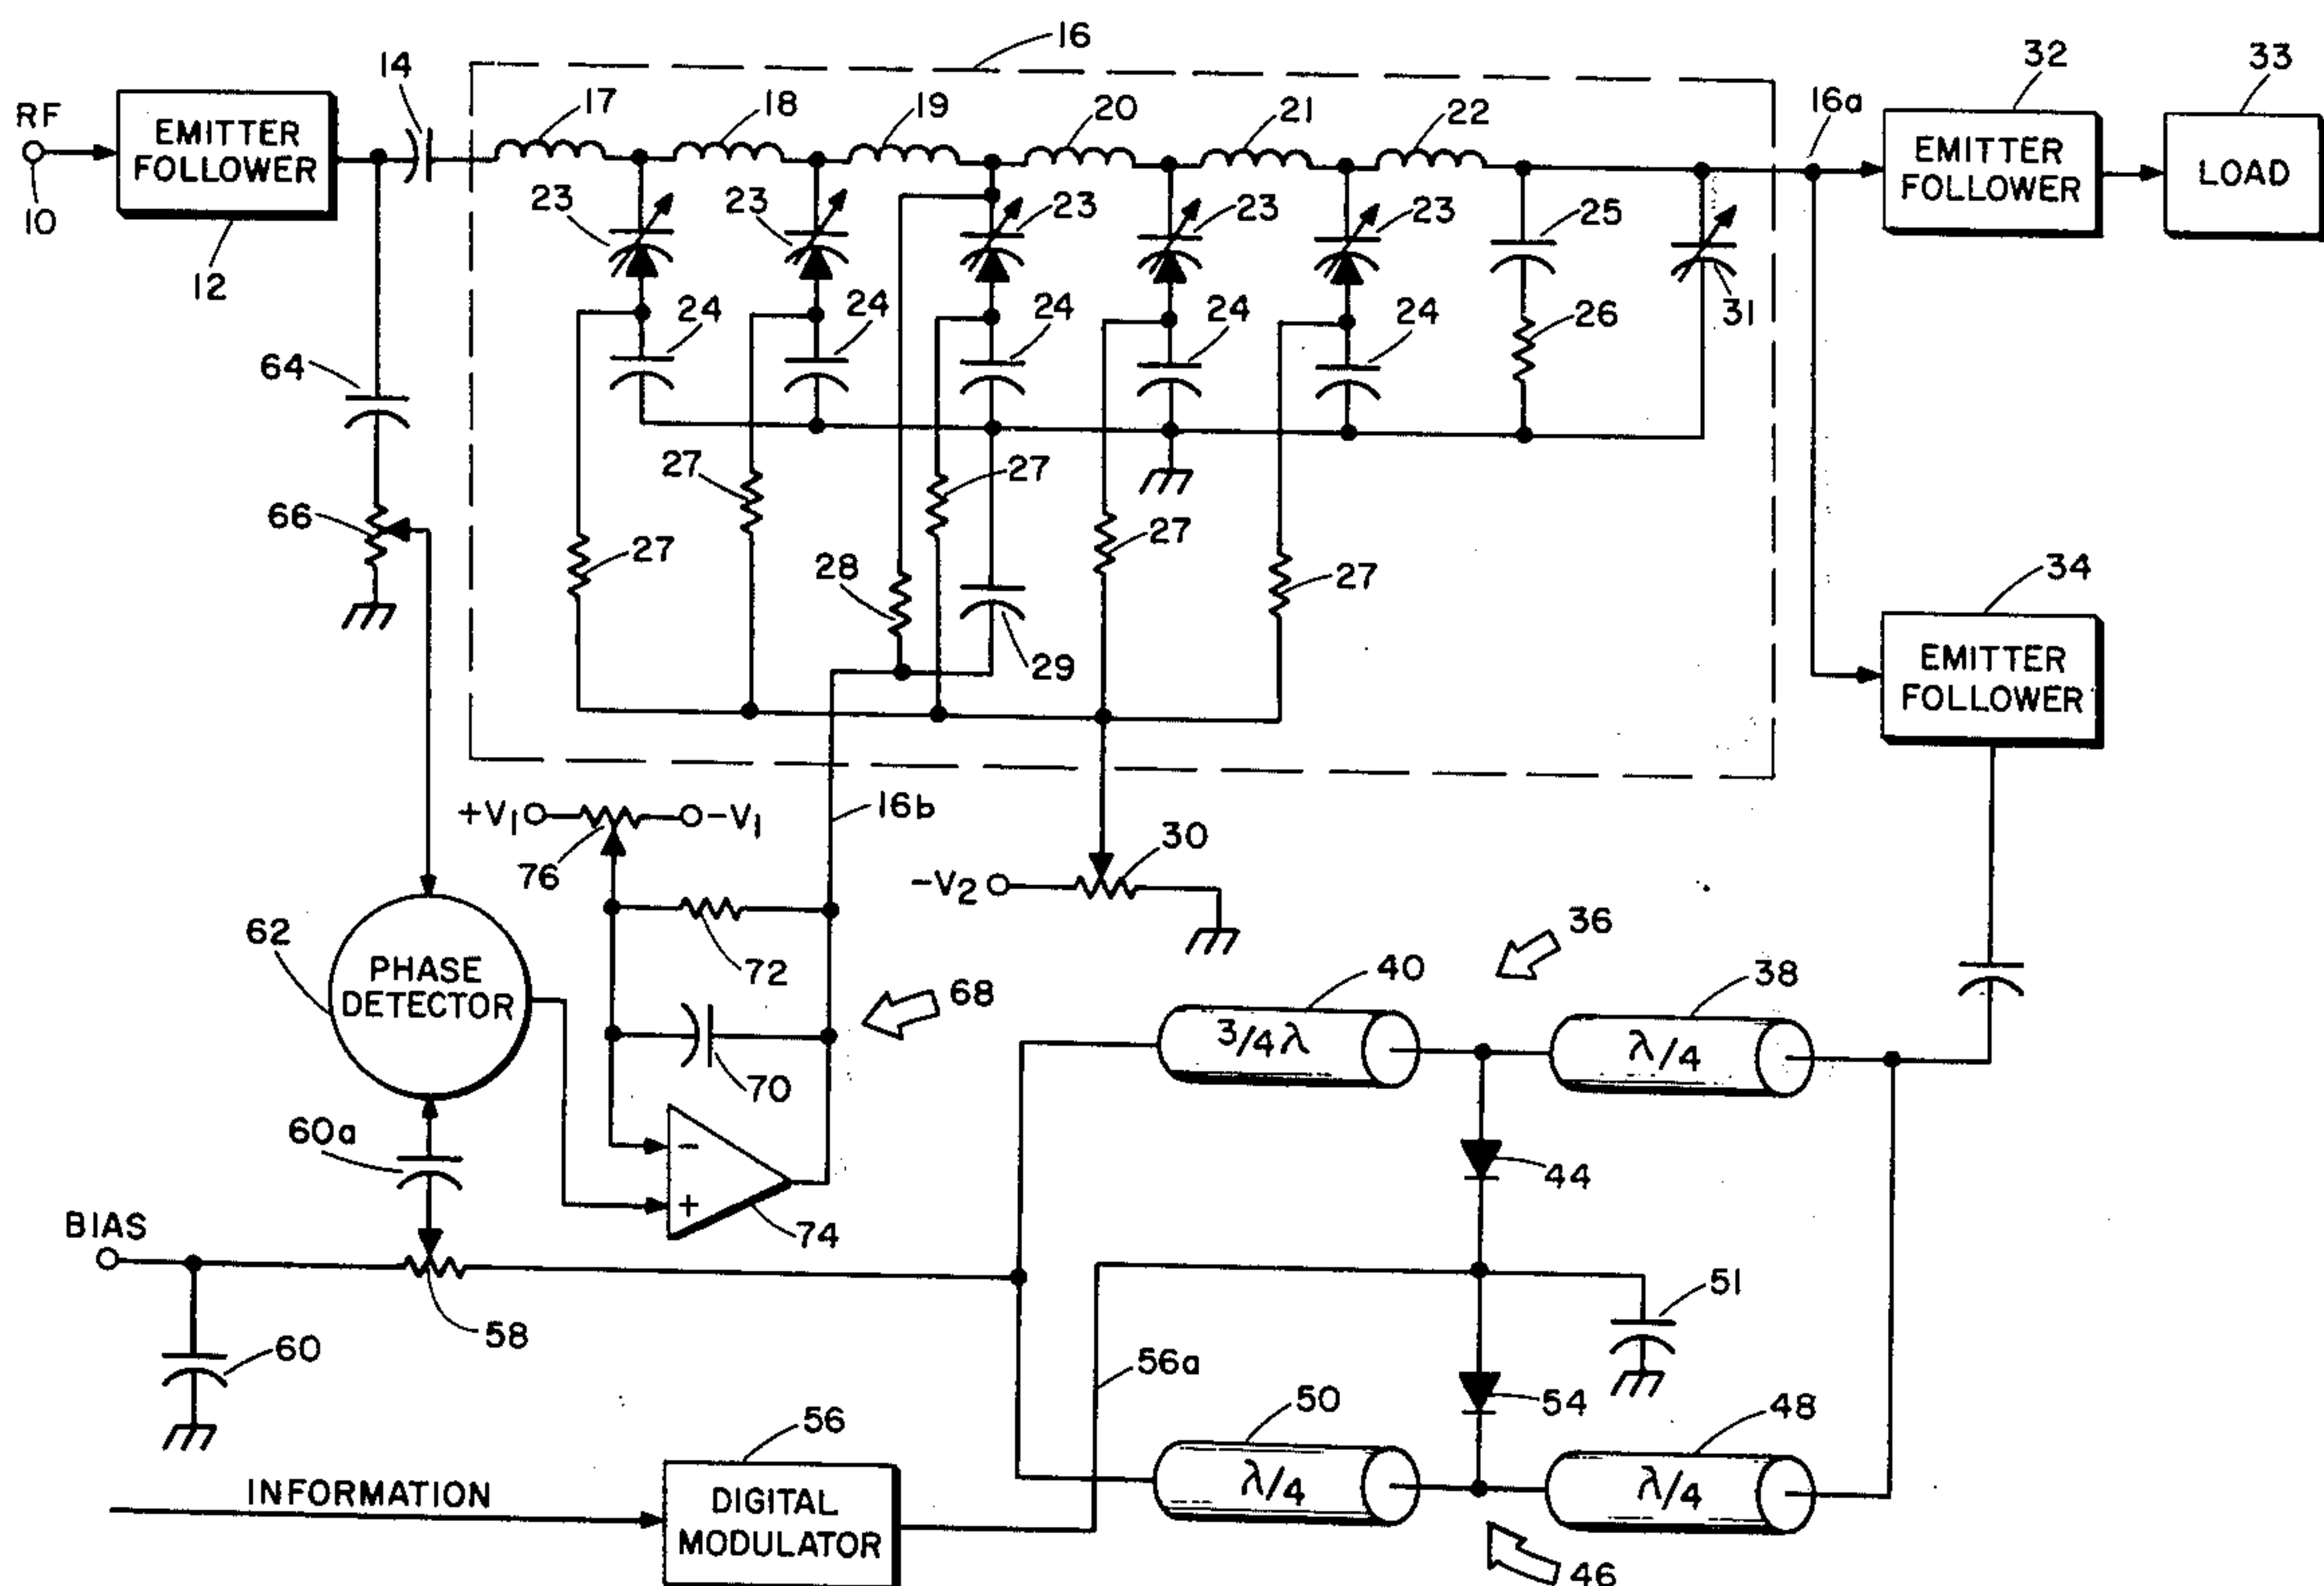 16
14
17
18
19
20
21
22
16a
32
33
RF
10
EMITTER
FOLLOWER
12
EMITTER
FOLLOWER
LOAD
23
23
23
23
23
25
24
24
24
24
24
26
31
64
66
27
27
27
27
27
28
29
34
EMITTER
FOLLOWER
+V1
-V1
76
16b
30
-V2
62
PHASE
DETECTOR
72
68
70
36
40
38
3/4 λ
λ/4
60a
44
-
+
74
BIAS
58
60
51
56a
54
50
48
λ/4
λ/4
56
INFORMATION
DIGITAL
MODULATOR
46